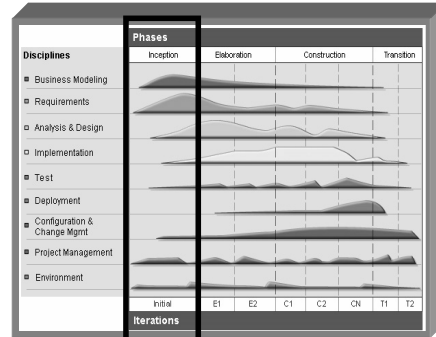 Phases
Disciplines
Inception Elaboration Construction Transition
Business Modeling
Requirements
Analysis & Design
Implementation
Test
Deployment
Configuration &
Change Mgmt
Project Management
Environment
Initial E1 E2 C1 C2 CN T1 T2
Iterations